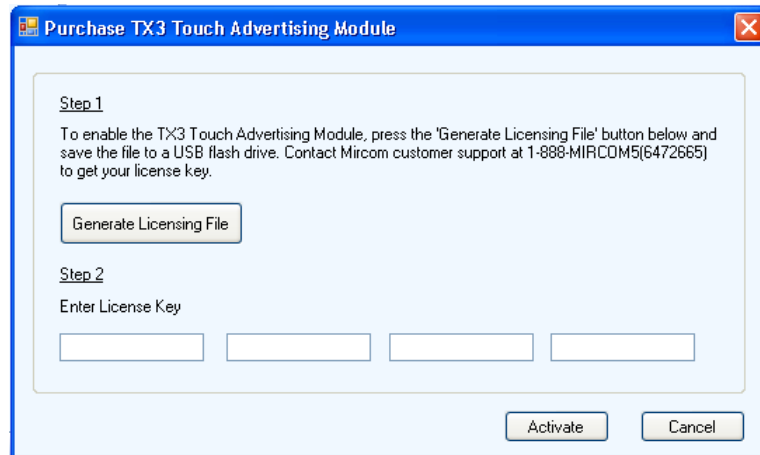 Purchase TX3 Touch Advertising Module
Step 1
To enable the TX3 Touch Advertising Module, press the 'Generate Licensing File' button below and
save the file to a USB flash drive. Contact Mircom customer support at 1-888-MIRCOM5(6472665)
to get your license key.
Generate Licensing File
Step 2
Enter License Key
Activate Cancel